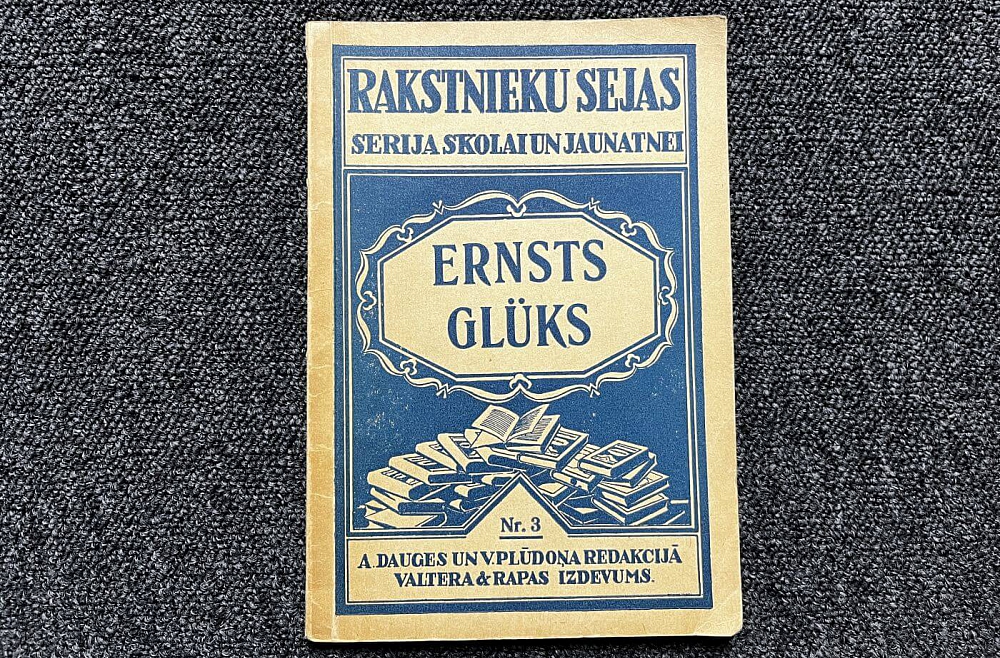 RAKSTNIEKU SEJAS
SERIJA SKOLAI UN JAUNATNEI
ERNSTS
GLÜKS
Nr. 3
A. DAUGES UN V. PLŪDOŅA REDAKCIJĀ
VALTERA & RAPAS IZDEVUMS.